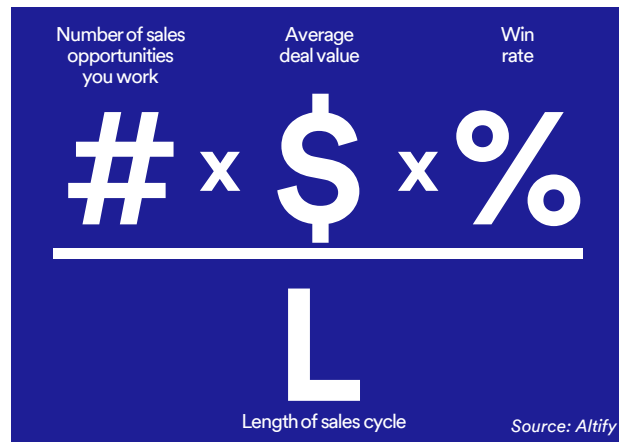 Number of sales
opportunities
you work
Average
deal value
Win
rate
# x $ x %
L
Length of sales cycle
Source: Altify